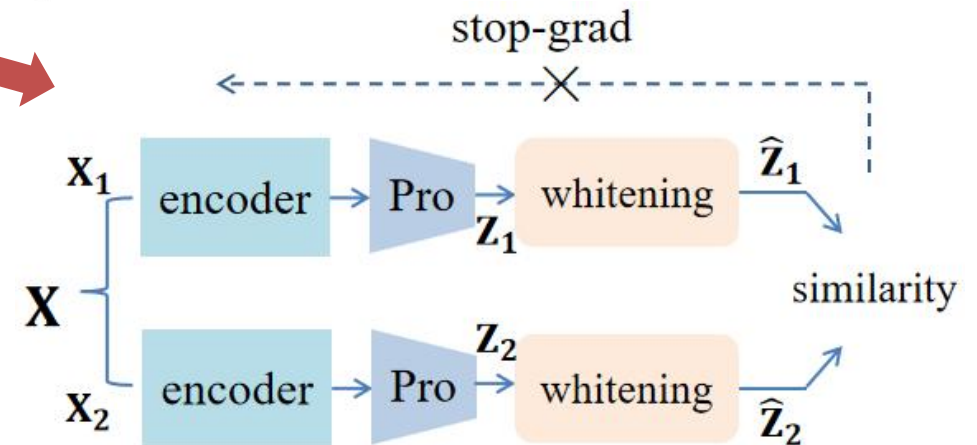 stop-grad
X₁
encoder
Pro
Z₁
whitening
Ẑ₁
X
similarity
X₂
encoder
Pro
Z₂
whitening
Ẑ₂